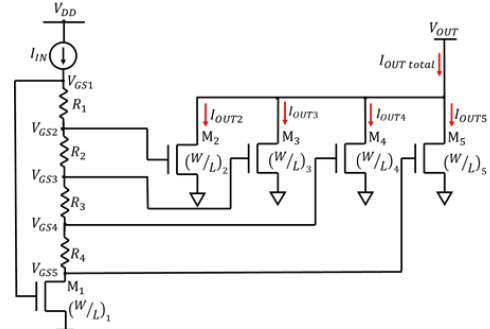 V_DD
V_OUT
I_IN
I_OUT total
V_GS1
R_1
I_OUT2
I_OUT3
I_OUT4
I_OUT5
V_GS2
M_2
M_3
M_4
M_5
R_2
(W/L)_2
(W/L)_3
(W/L)_4
(W/L)_5
V_GS3
R_3
V_GS4
R_4
V_GS5
M_1
(W/L)_1